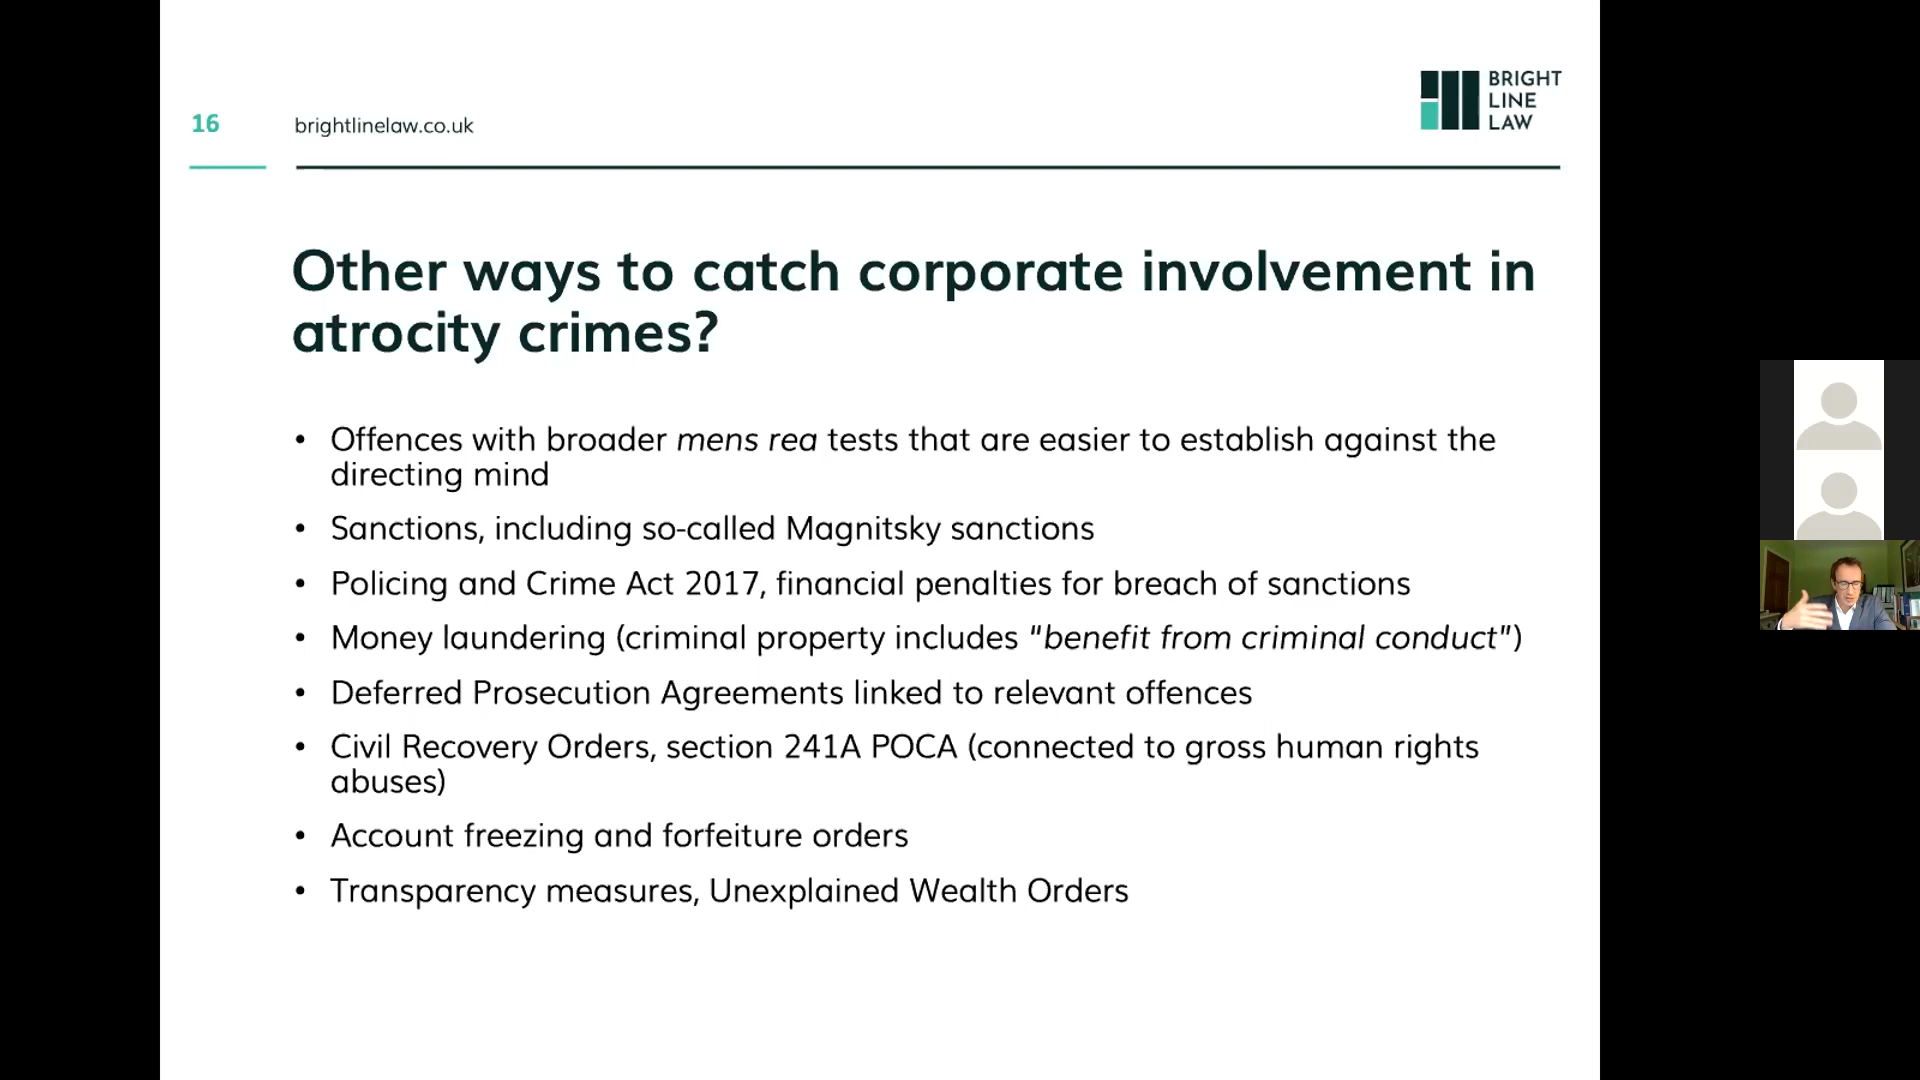 16
brightlinelaw.co.uk
BRIGHT
LINE
LAW
Other ways to catch corporate involvement in
atrocity crimes?
• Offences with broader mens rea tests that are easier to establish against the
directing mind
• Sanctions, including so-called Magnitsky sanctions
• Policing and Crime Act 2017, financial penalties for breach of sanctions
• Money laundering (criminal property includes "benefit from criminal conduct")
• Deferred Prosecution Agreements linked to relevant offences
• Civil Recovery Orders, section 241A POCA (connected to gross human rights
abuses)
• Account freezing and forfeiture orders
• Transparency measures, Unexplained Wealth Orders